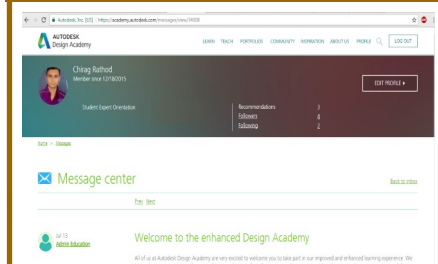 Autodesk, Inc. [US] | https://academy.autodesk.com/messages/view/34008
AUTODESK
Design Academy
LEARN TEACH PORTFOLIOS COMMUNITY INSPIRATION ABOUT US PROFILE LOG OUT
Chirag Rathod
Member since 12/18/2015
EDIT PROFILE
Student Expert Orientation
Recommendations 3
Followers 4
Following 2
Home > Messages
Message center
Back to inbox
Prev Next
Jul 13
Admin Education
Welcome to the enhanced Design Academy
All of us at Autodesk Design Academy are very excited to welcome you to take part in our improved and enhanced learning experience. We